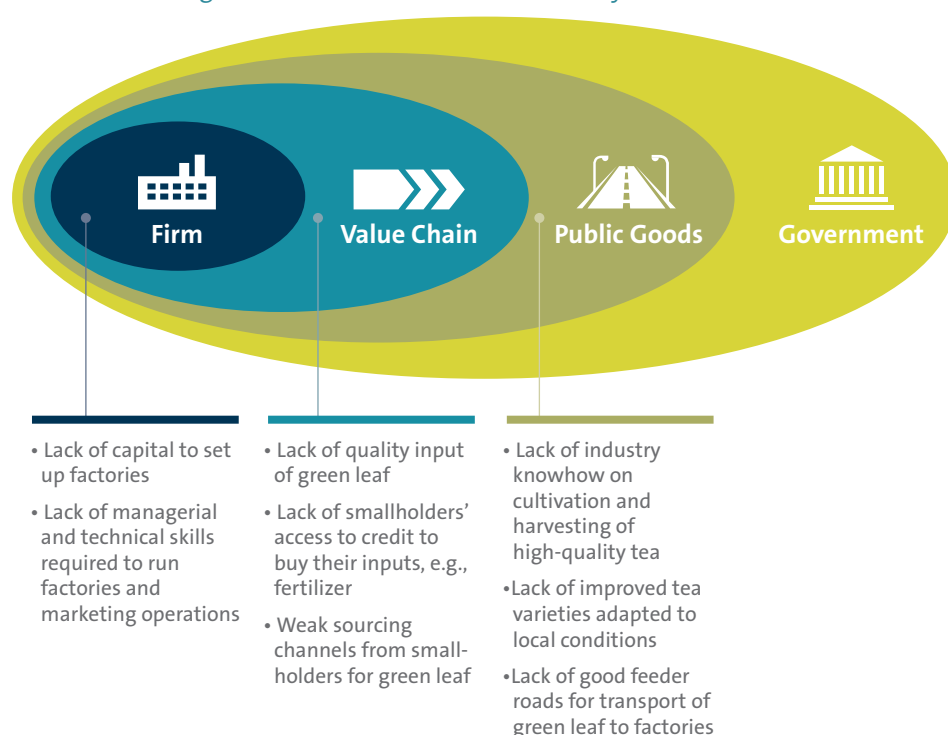 Firm
Value Chain
Public Goods
Government
• Lack of capital to set
up factories
• Lack of managerial
and technical skills
required to run
factories and
marketing operations
• Lack of quality input
of green leaf
• Lack of smallholders’
access to credit to
buy their inputs, e.g.,
fertilizer
• Weak sourcing
channels from small-
holders for green leaf
• Lack of industry
knowhow on
cultivation and
harvesting of
high-quality tea
•Lack of improved tea
varieties adapted to
local conditions
•Lack of good feeder
roads for transport of
green leaf to factories